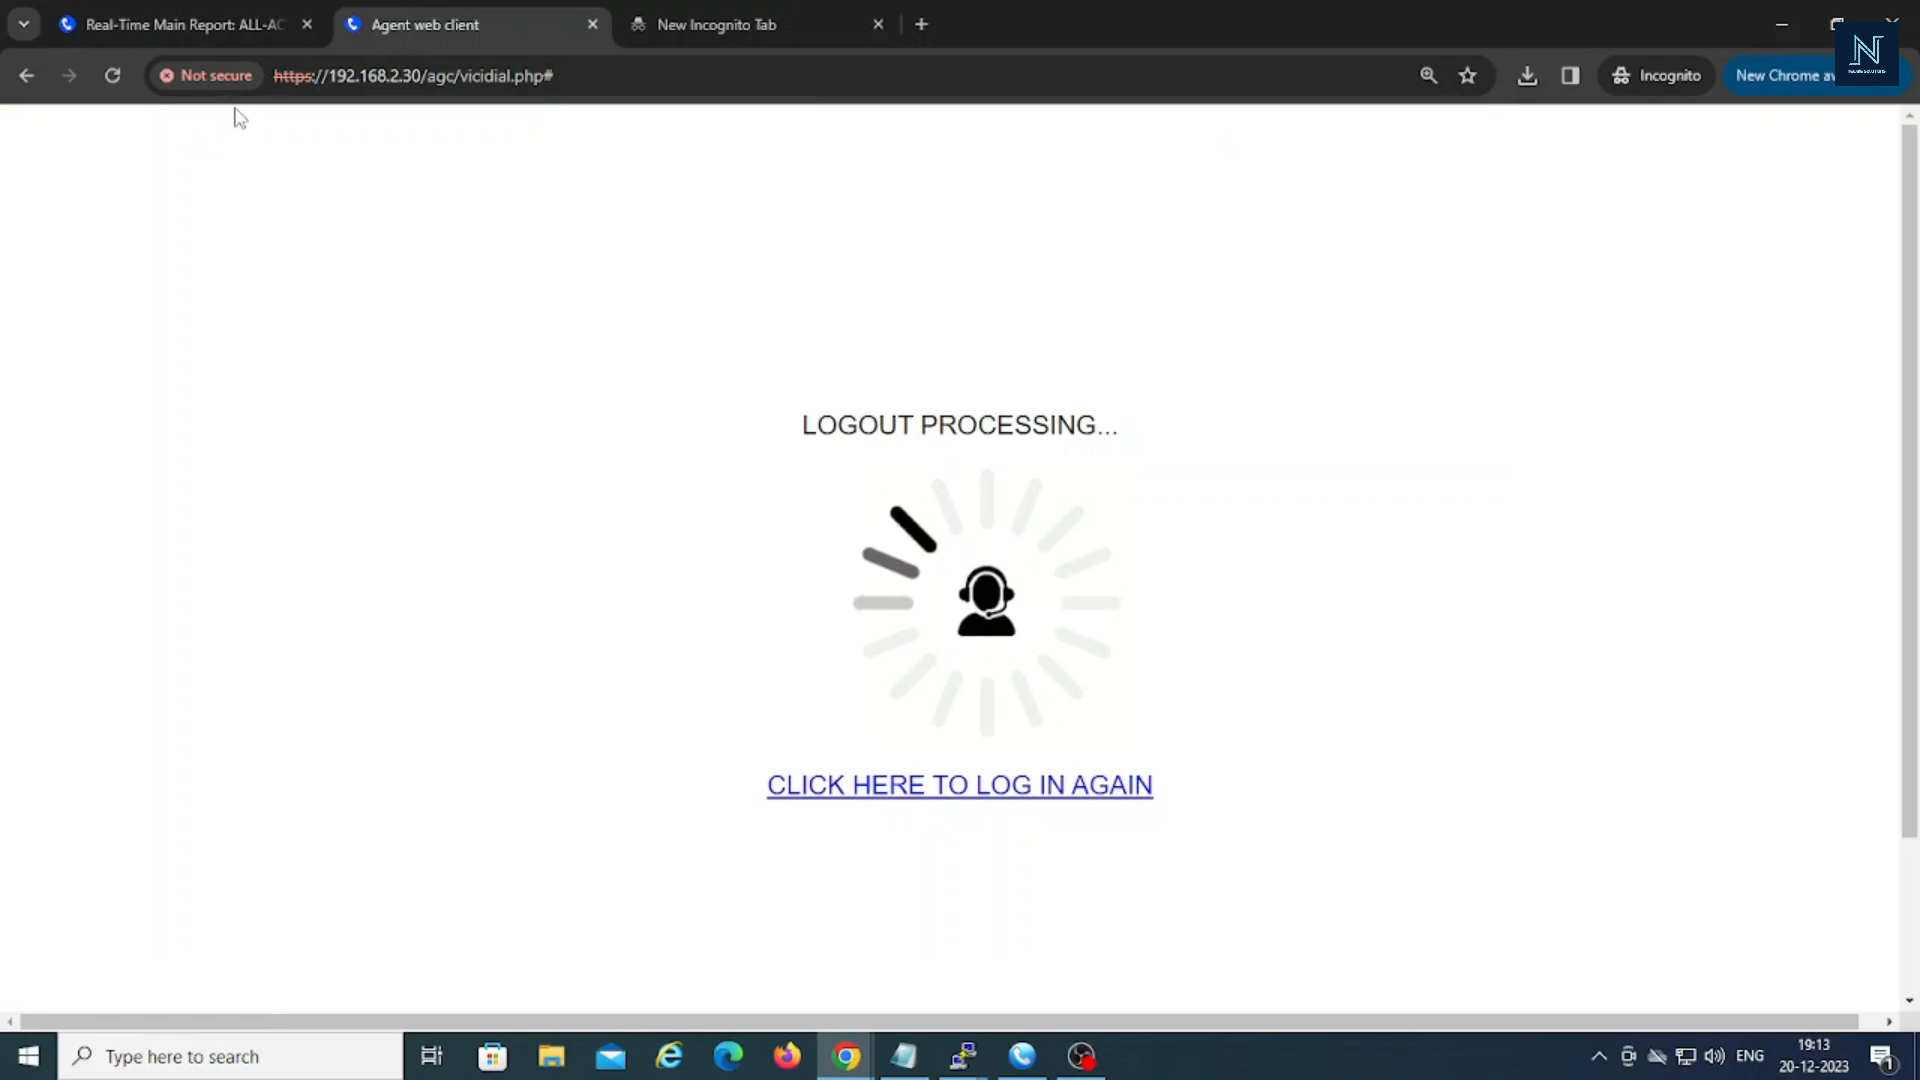 Real-Time Main Report: ALL-AC
Agent web client
New Incognito Tab
Not secure
https://192.168.2.30/agc/vicidial.php#
Incognito
New Chrome av
LOGOUT PROCESSING...
CLICK HERE TO LOG IN AGAIN
Type here to search
ENG
19:13
20-12-2023
1